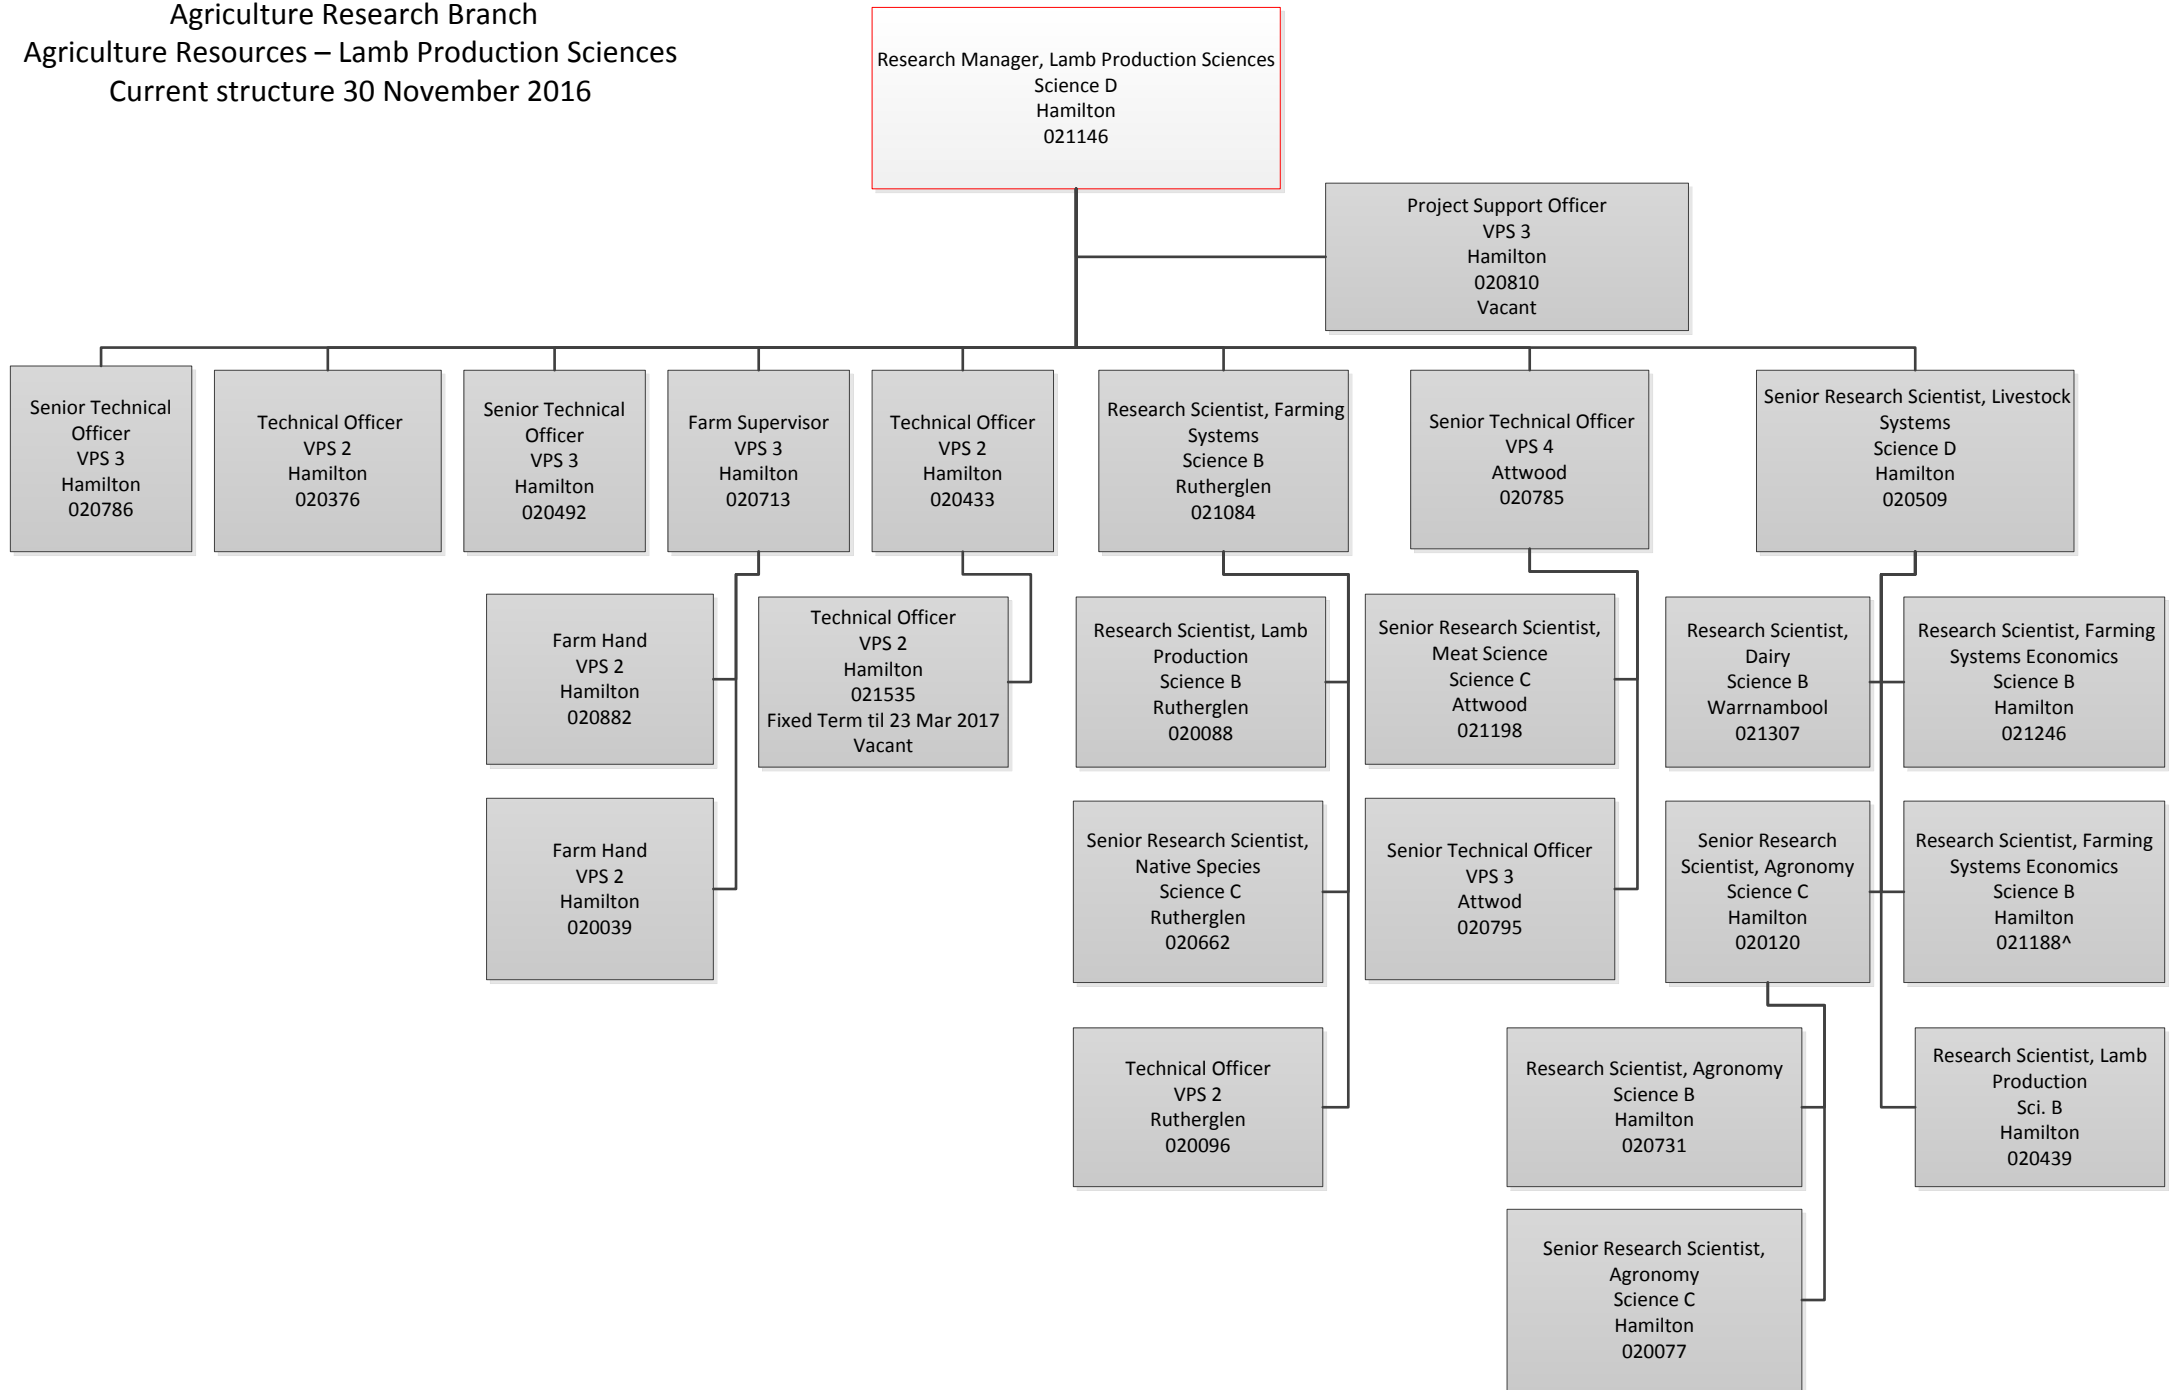 Agriculture Research Branch
Agriculture Resources – Lamb Production Sciences
Current structure 30 November 2016
Research Manager, Lamb Production Sciences
Science D
Hamilton
021146
Project Support Officer
VPS 3
Hamilton
020810
Vacant
Senior Technical
Officer
VPS 3
Hamilton
020786
Technical Officer
VPS 2
Hamilton
020376
Senior Technical
Officer
VPS 3
Hamilton
020492
Farm Supervisor
VPS 3
Hamilton
020713
Technical Officer
VPS 2
Hamilton
020433
Research Scientist, Farming
Systems
Science B
Rutherglen
021084
Senior Technical Officer
VPS 4
Attwood
020785
Senior Research Scientist, Livestock
Systems
Science D
Hamilton
020509
Farm Hand
VPS 2
Hamilton
020882
Technical Officer
VPS 2
Hamilton
021535
Fixed Term til 23 Mar 2017
Vacant
Research Scientist, Lamb
Production
Science B
Rutherglen
020088
Senior Research Scientist,
Meat Science
Science C
Attwood
021198
Research Scientist,
Dairy
Science B
Warrnambool
021307
Research Scientist, Farming
Systems Economics
Science B
Hamilton
021246
Farm Hand
VPS 2
Hamilton
020039
Senior Research Scientist,
Native Species
Science C
Rutherglen
020662
Senior Technical Officer
VPS 3
Attwod
020795
Senior Research
Scientist, Agronomy
Science C
Hamilton
020120
Research Scientist, Farming
Systems Economics
Science B
Hamilton
021188^
Technical Officer
VPS 2
Rutherglen
020096
Research Scientist, Agronomy
Science B
Hamilton
020731
Research Scientist, Lamb
Production
Sci. B
Hamilton
020439
Senior Research Scientist,
Agronomy
Science C
Hamilton
020077